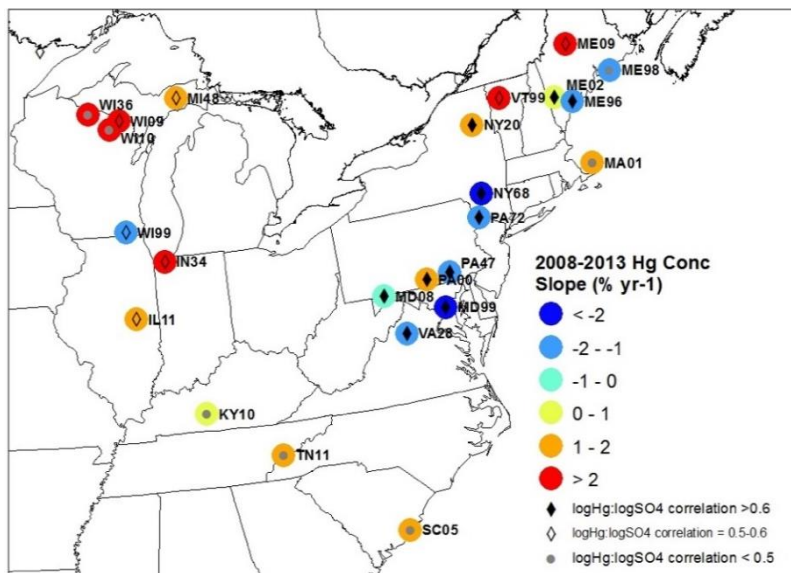 ME09
ME98
WI36
MI48
ME02
VT99
ME96
WI09
NY20
WI10
MA01
NY68
PA72
WI99
IN34
PA47
PA00
MD08
MD99
IL11
VA28
KY10
TN11
SC05
2008-2013 Hg Conc
Slope (% yr-1)
< -2
-2 - -1
-1 - 0
0 - 1
1 - 2
> 2
logHg:logSO4 correlation >0.6
logHg:logSO4 correlation = 0.5-0.6
logHg:logSO4 correlation < 0.5